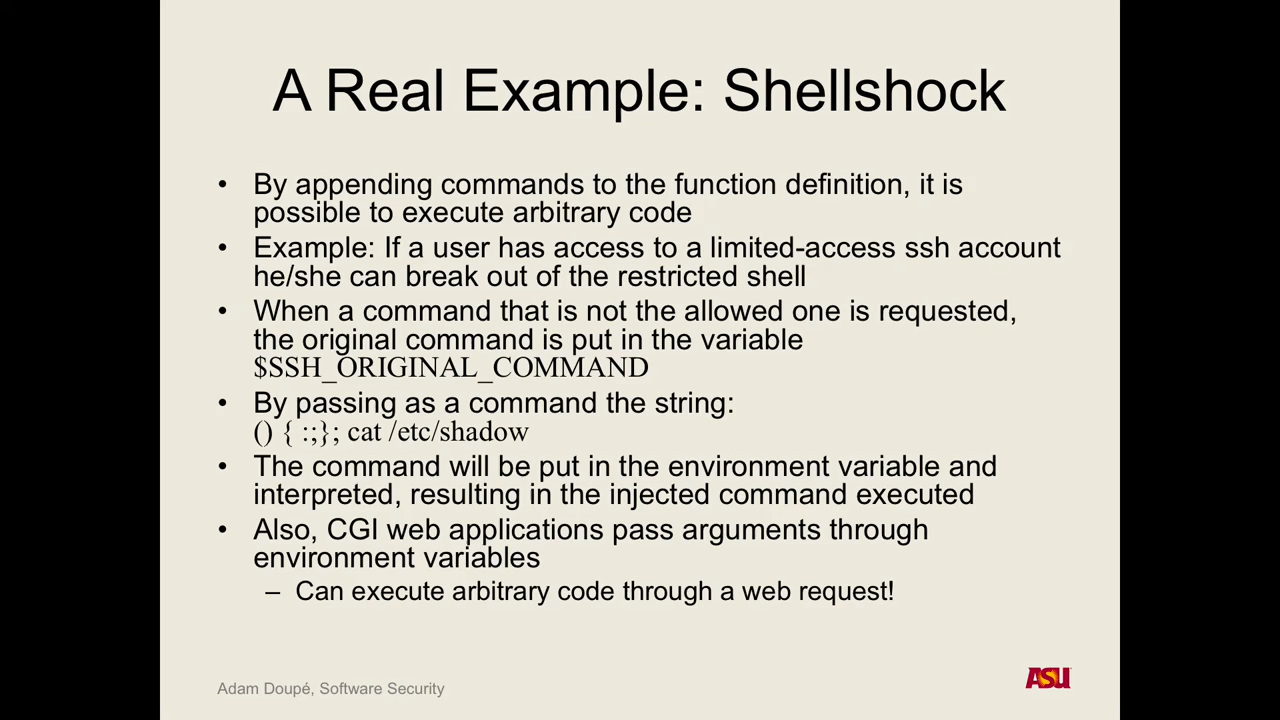 A Real Example: Shellshock
• By appending commands to the function definition, it is
possible to execute arbitrary code
• Example: If a user has access to a limited-access ssh account
he/she can break out of the restricted shell
• When a command that is not the allowed one is requested,
the original command is put in the variable
$SSH_ORIGINAL_COMMAND
• By passing as a command the string:
() { :;}; cat /etc/shadow
• The command will be put in the environment variable and
interpreted, resulting in the injected command executed
• Also, CGI web applications pass arguments through
environment variables
– Can execute arbitrary code through a web request!
Adam Doupé, Software Security
ASU